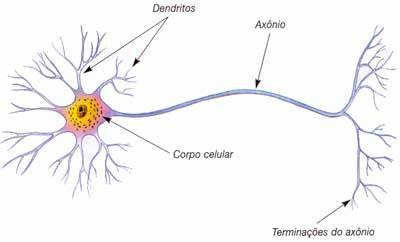 Dendritos
Axônio
Corpo celular
Terminações do axônio